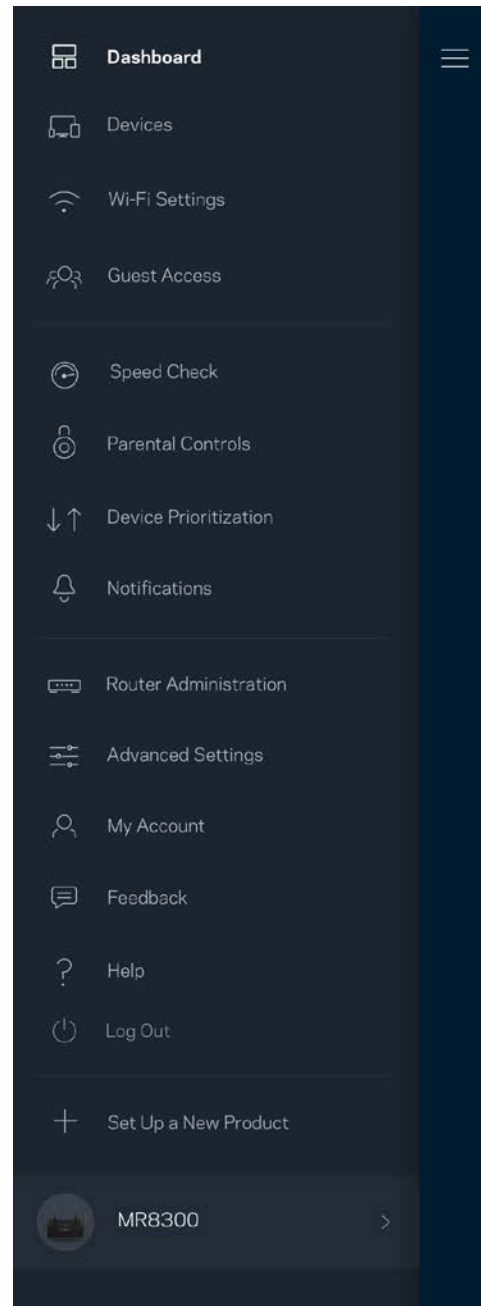 Dashboard
Devices
Wi-Fi Settings
Guest Access
Speed Check
Parental Controls
Device Prioritization
Notifications
Router Administration
Advanced Settings
My Account
Feedback
Help
Log Out
Set Up a New Product
MR8300